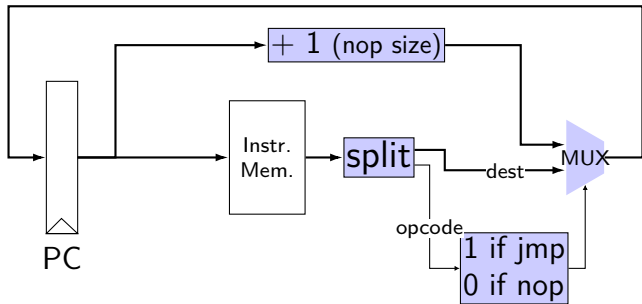 + 1 (nop size)
Instr.
Mem.
split
MUX
dest
opcode
1 if jmp
0 if nop
PC